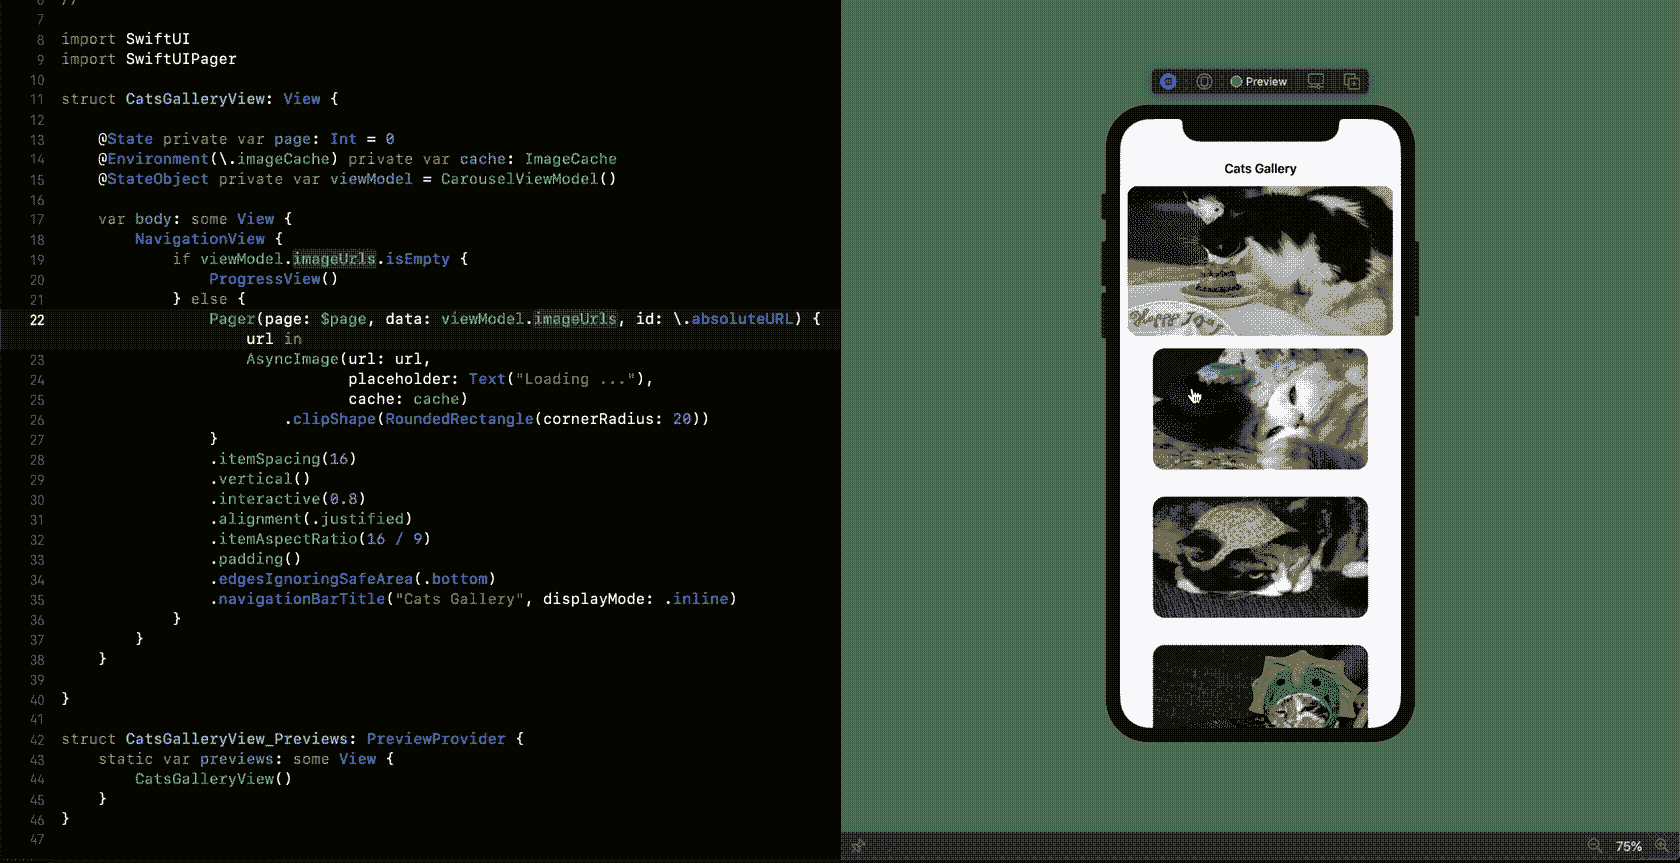 7
8 import SwiftUI
9 import SwiftUIPager
10
11 struct CatsGalleryView: View {
12
13     @State private var page: Int = 0
14     @Environment(\.imageCache) private var cache: ImageCache
15     @StateObject private var viewModel = CarouselViewModel()
16
17     var body: some View {
18         NavigationView {
19             if viewModel.imageUrls.isEmpty {
20                 ProgressView()
21             } else {
22                 Pager(page: $page, data: viewModel.imageUrls, id: \.absoluteURL) {
                     url in
23                     AsyncImage(url: url,
24                                placeholder: Text("Loading ..."),
25                                cache: cache)
26                         .clipShape(RoundedRectangle(cornerRadius: 20))
27                 }
28                 .itemSpacing(16)
29                 .vertical()
30                 .interactive(0.8)
31                 .alignment(.justified)
32                 .itemAspectRatio(16 / 9)
33                 .padding()
34                 .edgesIgnoringSafeArea(.bottom)
35                 .navigationBarTitle("Cats Gallery", displayMode: .inline)
36             }
37         }
38     }
39
40 }
41
42 struct CatsGalleryView_Previews: PreviewProvider {
43     static var previews: some View {
44         CatsGalleryView()
45     }
46 }
47
Preview
Cats Gallery
75%